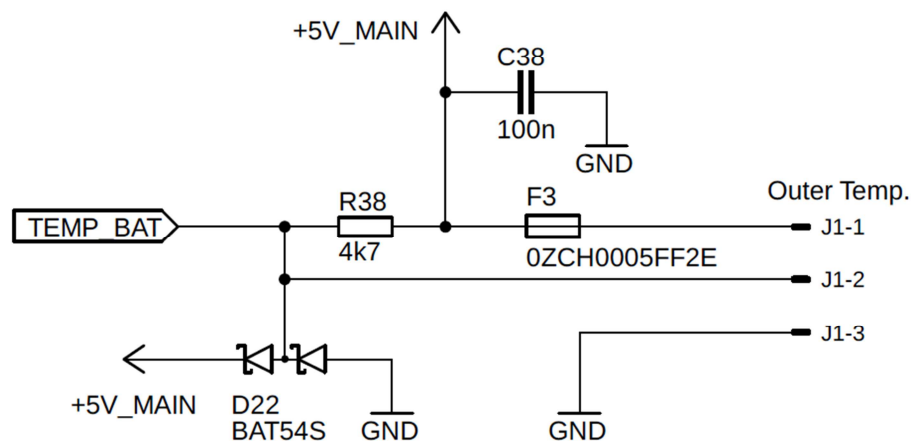 +5V_MAIN
C38
100n
GND
Outer Temp.
R38
F3
TEMP_BAT
J1-1
4k7
0ZCH0005FF2E
J1-2
J1-3
+5V_MAIN
D22
BAT54S
GND
GND